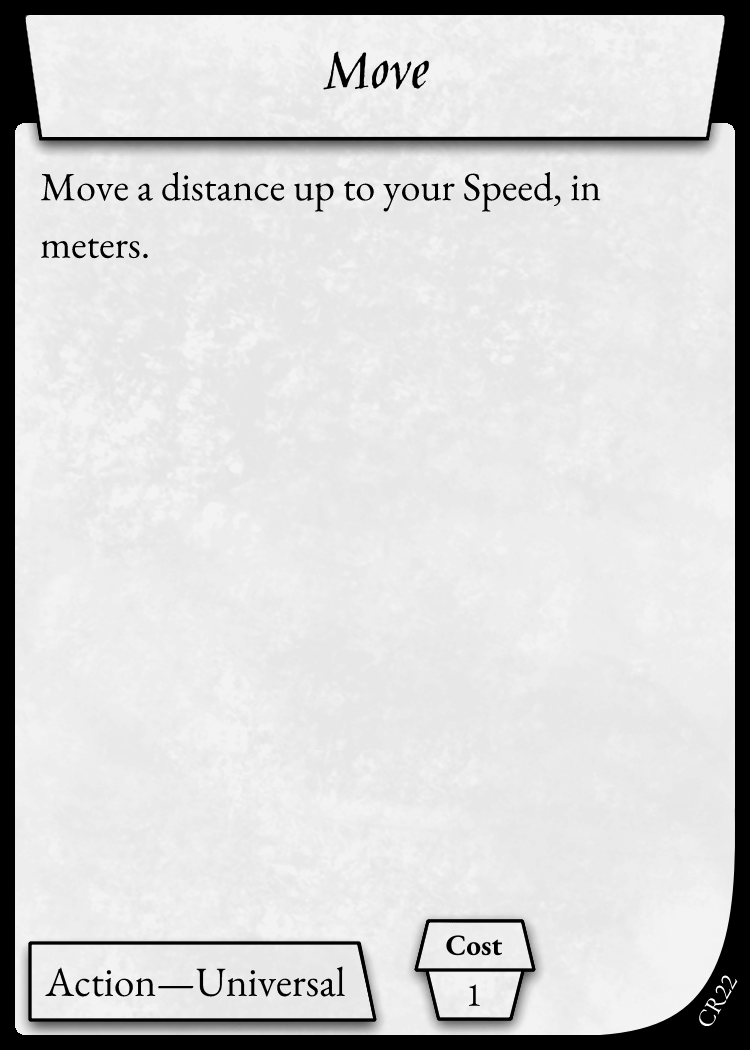 Move
Move a distance up to your Speed, in
meters.
Action—Universal
Cost
1
CR22